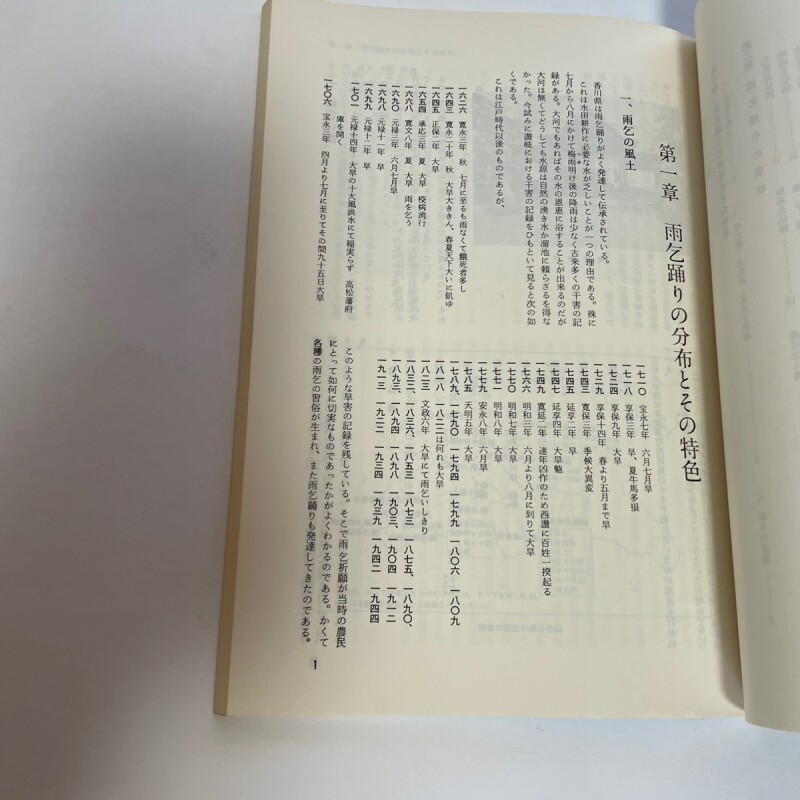 第一章　雨乞踊りの分布とその特色
一、雨乞の風土
香川県は雨乞踊りがよく発達して伝承されている。
これは水田耕作に必要な水が乏しいことが一つの理由である。殊に
七月から八月にかけて梅雨明け後の降雨は少なく古来多くの干害の記
録がある。大河でもあればその水の恩恵に浴することが出来るのだが
大河は無くてどうしても水源は自然の湧き水か溜池に頼らざるを得な
かった。今試みに讃岐における干害の記録をひもといて見ると次の如
くである。
これは江戸時代以後のものであるが、
一六二六　寛永三年　秋　七月に至るも雨なくて餓死者多し
一六四三　寛永二十年　秋　大旱大ききん、春夏天下大いに飢ゆ
一六四五　正保二年　大旱
一六五四　承応三年　夏　大旱　疫病流行
一六六八　寛文八年　夏　大旱　雨を乞う
一六九〇　元禄三年　六月七月旱
一六九八　元禄十一年　旱
一六九九　元禄十二年　旱
一七〇一　元禄十四年　大旱の十大風洪水にて稲実らず　高松藩府
庫を開く
一七〇六　宝永三年　四月より七月に至りてその間九十五日大旱
一七一〇　宝永七年　六月七月旱
一七一八　享保三年　旱、夏牛馬多損
一七二四　享保九年　大旱
一七二九　享保十四年　春より五月まで旱
一七四三　寛保三年　季候大異変
一七四五　延享二年　旱
一七四七　延享四年　大旱魃
一七四九　寛延二年　連年凶作のため西讃に百姓一揆起る
一七六六　明和三年　六月より八月に到りて大旱
一七七〇　明和七年　大旱
一七七一　明和八年　大旱
一七七九　安永八年　六月旱
一七八五　天明五年　大旱
一七八九、一七九〇　一七九四　一七九九　一八〇六　一八〇九
一八一八　一八二二は何れも大旱
一八二三　文政六年　大旱にて雨乞いしきり
一八三二、一八三六、一八五三　一八七三　一八七五、一八九〇、
一八九三、一八九四　一八九八　一九〇三、一九〇四　一九一二
一九一三　一九二二　一九三四　一九三九　一九四二　一九四四
このような旱害の記録を残している。そこで雨乞祈願が当時の農民
にとって如何に切実なものであったかがよくわかるのである。かくて
各種の雨乞の習俗が生まれ、また雨乞踊りも発達してきたのである。
1